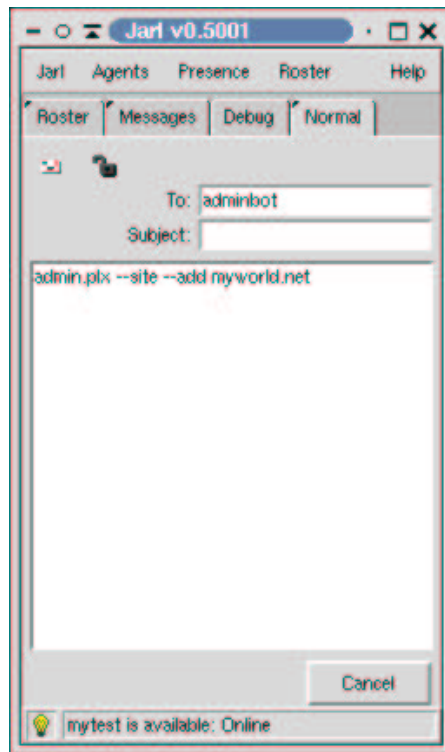 Jarl v0.5001
Jarl Agents Presence Roster Help
Roster Messages Debug Normal
To: adminbot
Subject:
admin.plx --site --add myworld.net
Cancel
mytest is available: Online